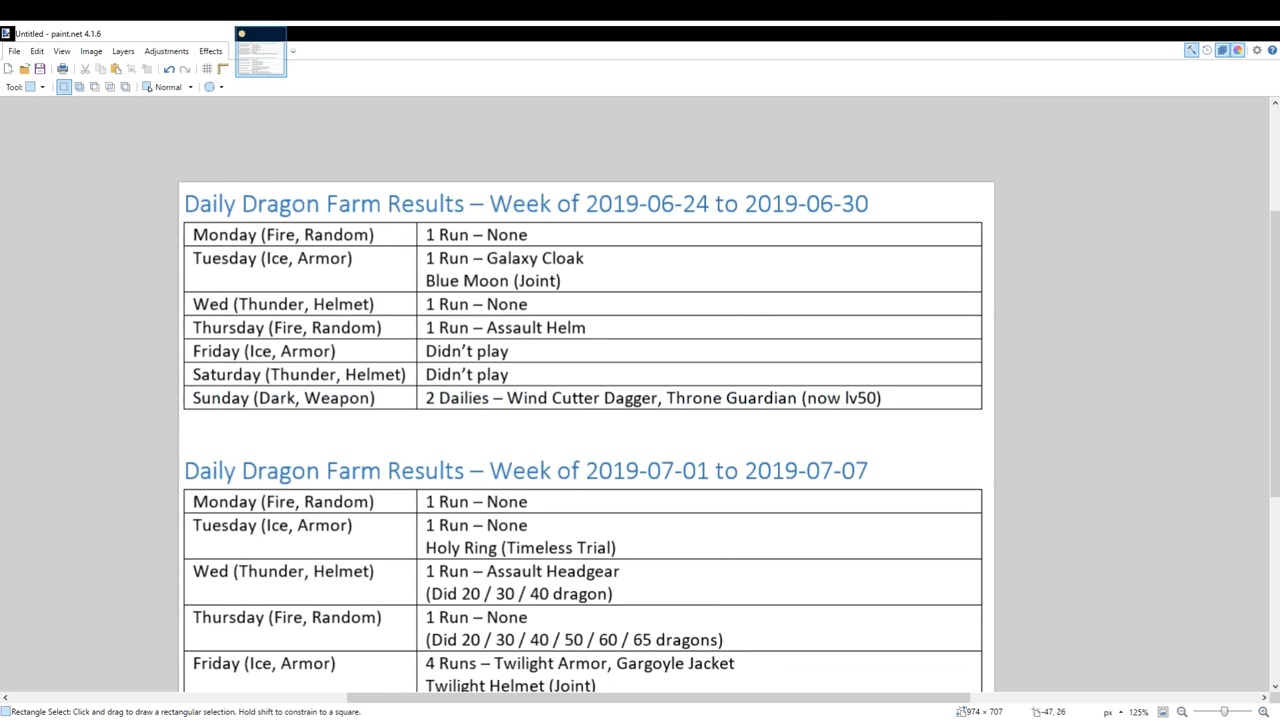 Untitled - paint.net 4.1.6
File Edit View Image Layers Adjustments Effects
Tool: Normal
Daily Dragon Farm Results – Week of 2019-06-24 to 2019-06-30
Monday (Fire, Random) 1 Run – None
Tuesday (Ice, Armor) 1 Run – Galaxy Cloak
Blue Moon (Joint)
Wed (Thunder, Helmet) 1 Run – None
Thursday (Fire, Random) 1 Run – Assault Helm
Friday (Ice, Armor) Didn’t play
Saturday (Thunder, Helmet) Didn’t play
Sunday (Dark, Weapon) 2 Dailies – Wind Cutter Dagger, Throne Guardian (now lv50)
Daily Dragon Farm Results – Week of 2019-07-01 to 2019-07-07
Monday (Fire, Random) 1 Run – None
Tuesday (Ice, Armor) 1 Run – None
Holy Ring (Timeless Trial)
Wed (Thunder, Helmet) 1 Run – Assault Headgear
(Did 20 / 30 / 40 dragon)
Thursday (Fire, Random) 1 Run – None
(Did 20 / 30 / 40 / 50 / 60 / 65 dragons)
Friday (Ice, Armor) 4 Runs – Twilight Armor, Gargoyle Jacket
Twilight Helmet (Joint)
Rectangle Select: Click and drag to draw a rectangular selection. Hold shift to constrain to a square. 974 × 707 -47, 26 px 125%